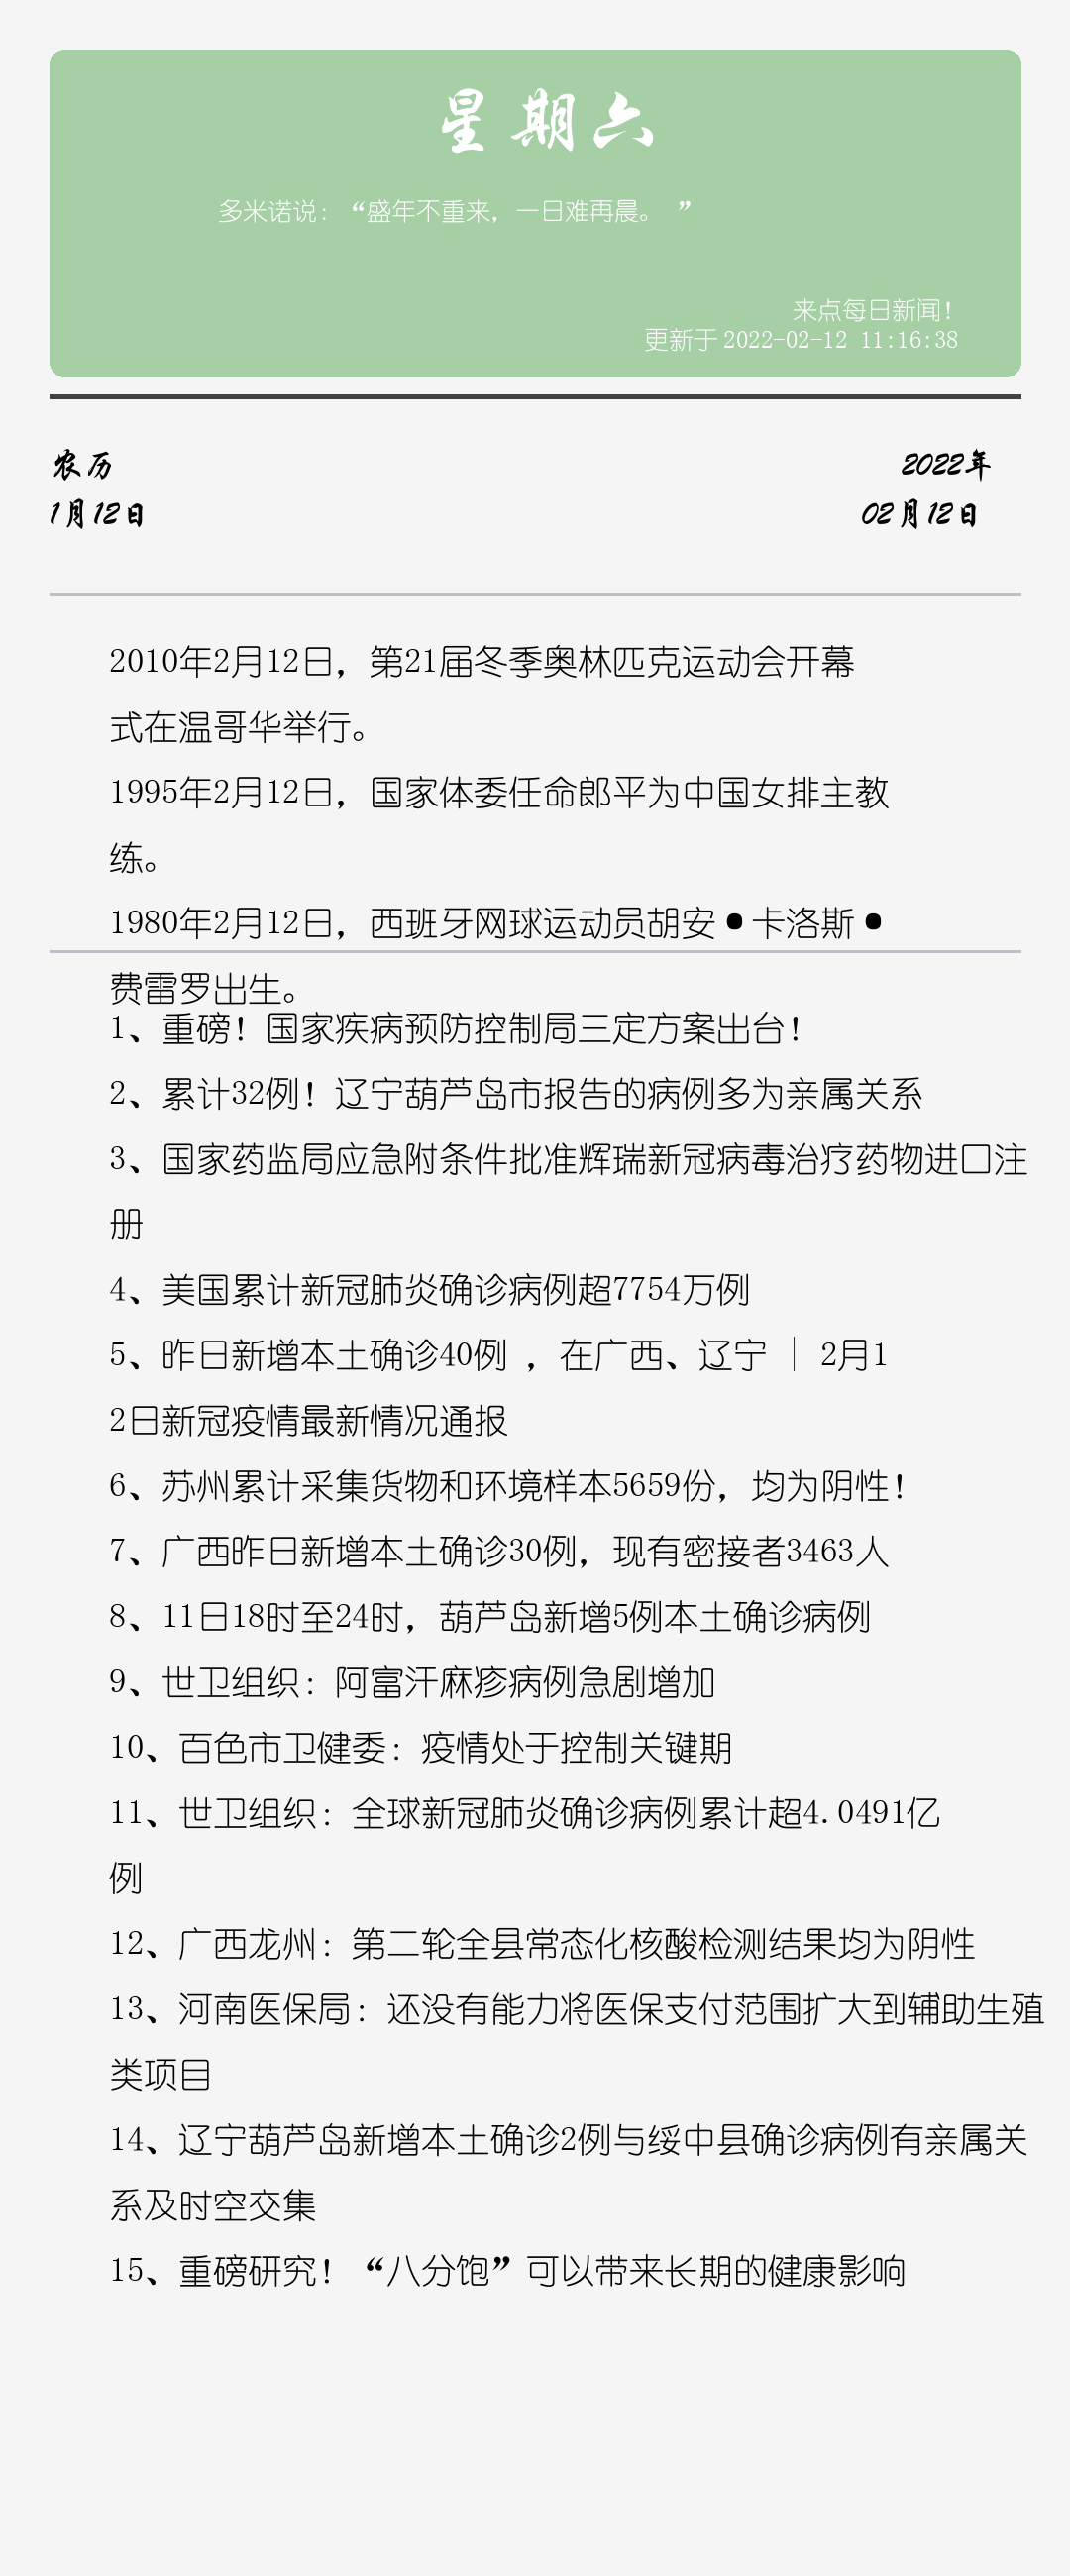 星期六
多米诺说：“盛年不重来，一日难再晨。 ”
来点每日新闻！
更新于 2022-02-12 11:16:38
农历
2022年
1月12日
02月12日
2010年2月12日，第21届冬季奥林匹克运动会开幕
式在温哥华举行。
1995年2月12日，国家体委任命郎平为中国女排主教
练。
1980年2月12日，西班牙网球运动员胡安•卡洛斯•
费雷罗出生。
1、重磅！国家疾病预防控制局三定方案出台！
2、累计32例！辽宁葫芦岛市报告的病例多为亲属关系
3、国家药监局应急附条件批准辉瑞新冠病毒治疗药物进口注
册
4、美国累计新冠肺炎确诊病例超7754万例
5、昨日新增本土确诊40例 ，在广西、辽宁 ｜ 2月1
2日新冠疫情最新情况通报
6、苏州累计采集货物和环境样本5659份，均为阴性！
7、广西昨日新增本土确诊30例，现有密接者3463人
8、11日18时至24时，葫芦岛新增5例本土确诊病例
9、世卫组织：阿富汗麻疹病例急剧增加
10、百色市卫健委：疫情处于控制关键期
11、世卫组织：全球新冠肺炎确诊病例累计超4.0491亿
例
12、广西龙州：第二轮全县常态化核酸检测结果均为阴性
13、河南医保局：还没有能力将医保支付范围扩大到辅助生殖
类项目
14、辽宁葫芦岛新增本土确诊2例与绥中县确诊病例有亲属关
系及时空交集
15、重磅研究！“八分饱”可以带来长期的健康影响